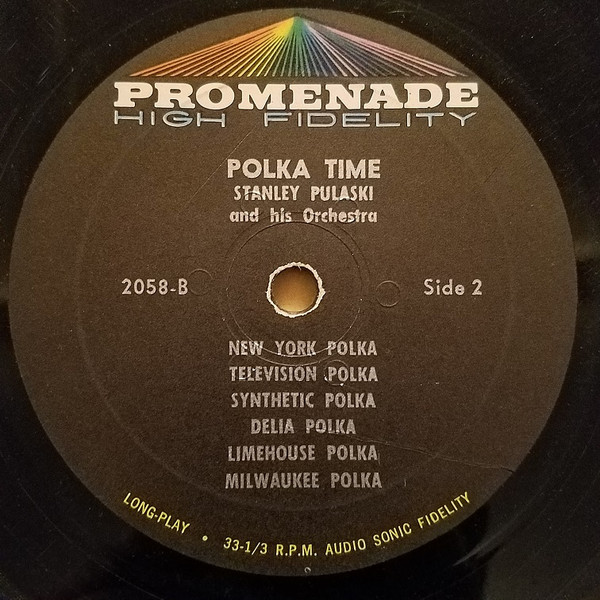 PROMENADE
HIGH FIDELITY
POLKA TIME
STANLEY PULASKI
and his Orchestra
2058-B
Side 2
NEW YORK POLKA
TELEVISION POLKA
SYNTHETIC POLKA
DELIA POLKA
LIMEHOUSE POLKA
MILWAUKEE POLKA
LONG-PLAY • 33-1/3 R.P.M. AUDIO SONIC FIDELITY